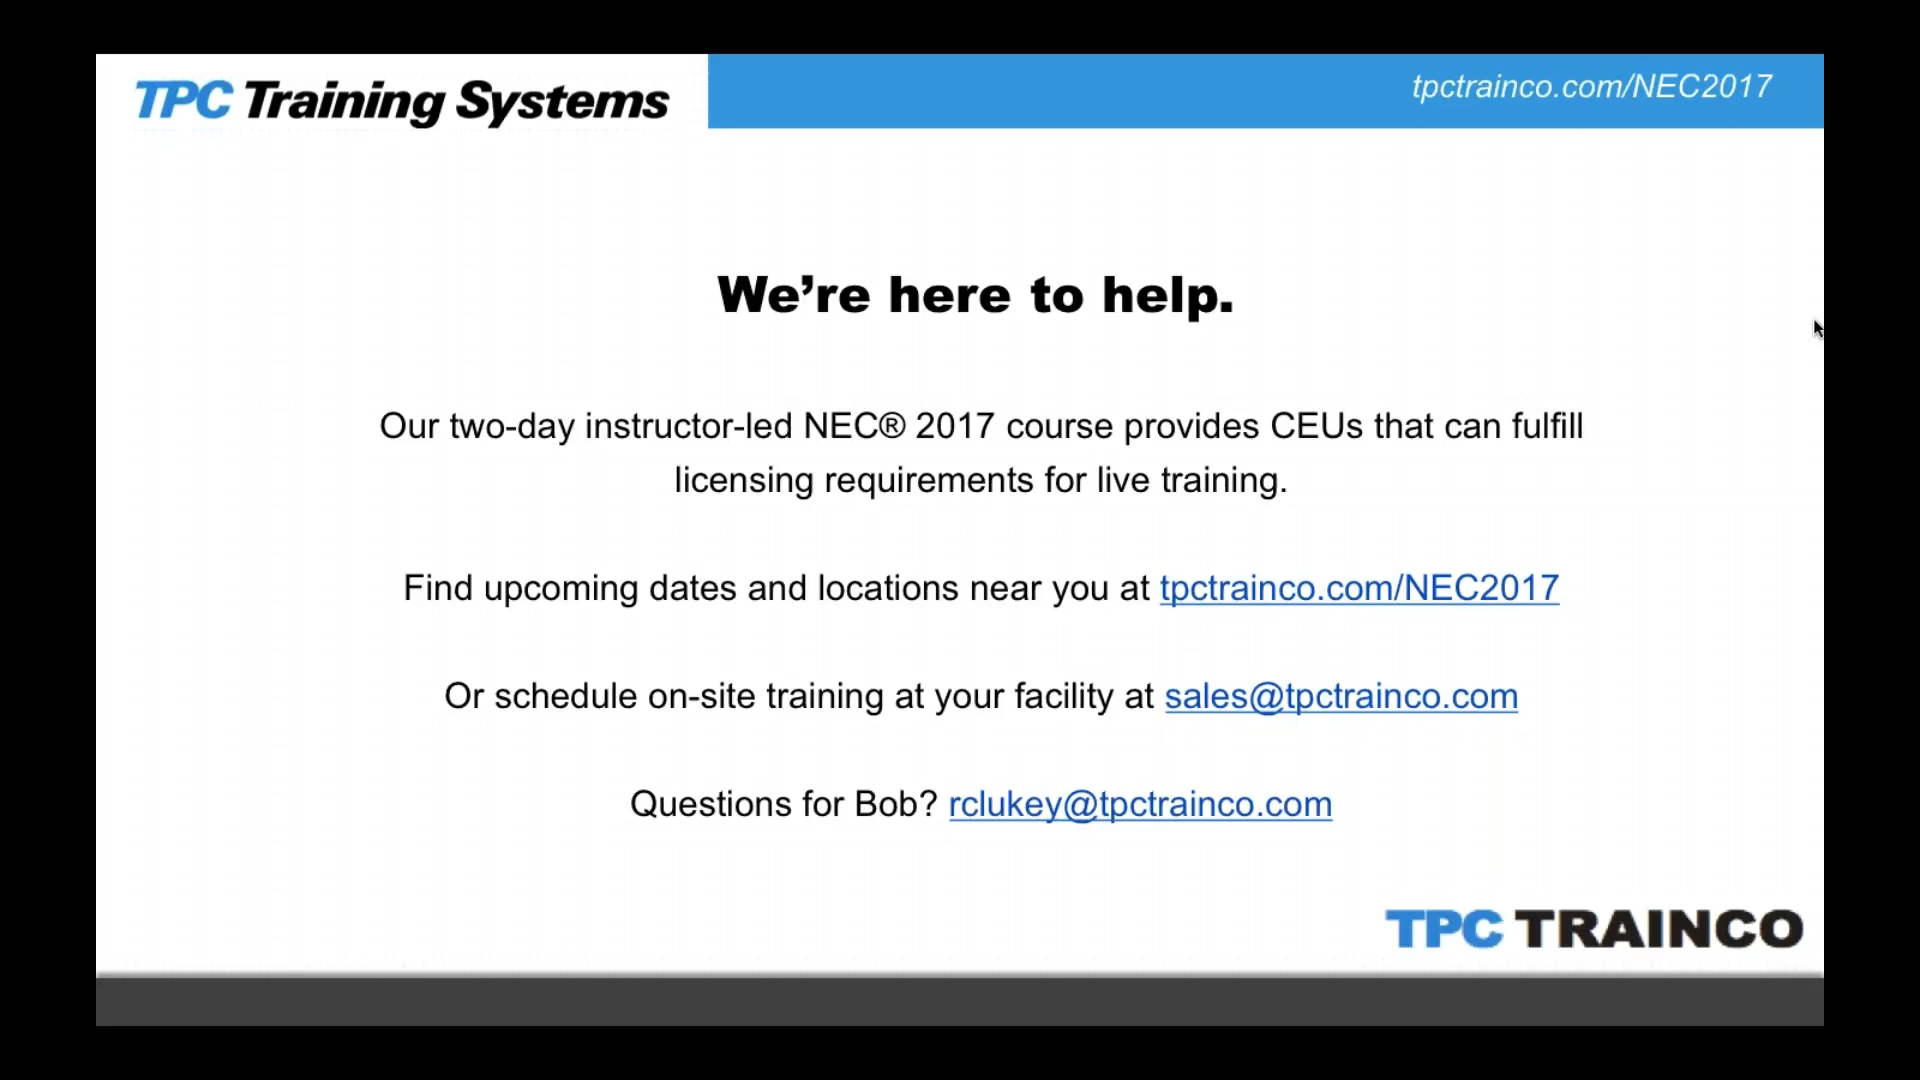 TPC Training Systems
tpctrainco.com/NEC2017
We’re here to help.
Our two-day instructor-led NEC® 2017 course provides CEUs that can fulfill
licensing requirements for live training.
Find upcoming dates and locations near you at tpctrainco.com/NEC2017
Or schedule on-site training at your facility at sales@tpctrainco.com
Questions for Bob? rclukey@tpctrainco.com
TPC TRAINCO